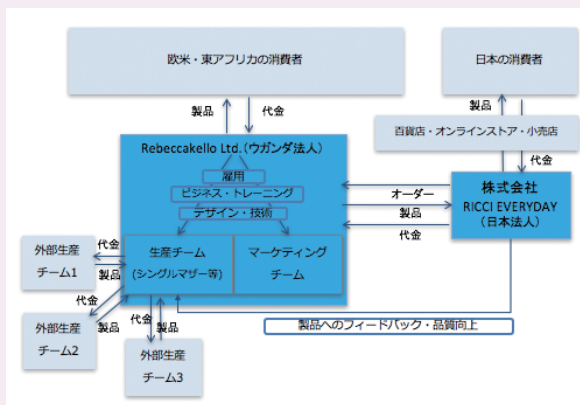 欧米・東アフリカの消費者
日本の消費者
製品
代金
製品
百貨店・オンラインストア・小売店
代金
Rebeccakello Ltd.(ウガンダ法人)
雇用
ビジネス・トレーニング
デザイン・技術
オーダー
製品
代金
株式会社
RICCI EVERYDAY
(日本法人)
生産チーム
(シングルマザー等)
マーケティング
チーム
外部生産
チーム1
代金
製品
外部生産
チーム2
代金
製品
外部生産
チーム3
代金
製品
製品へのフィードバック・品質向上